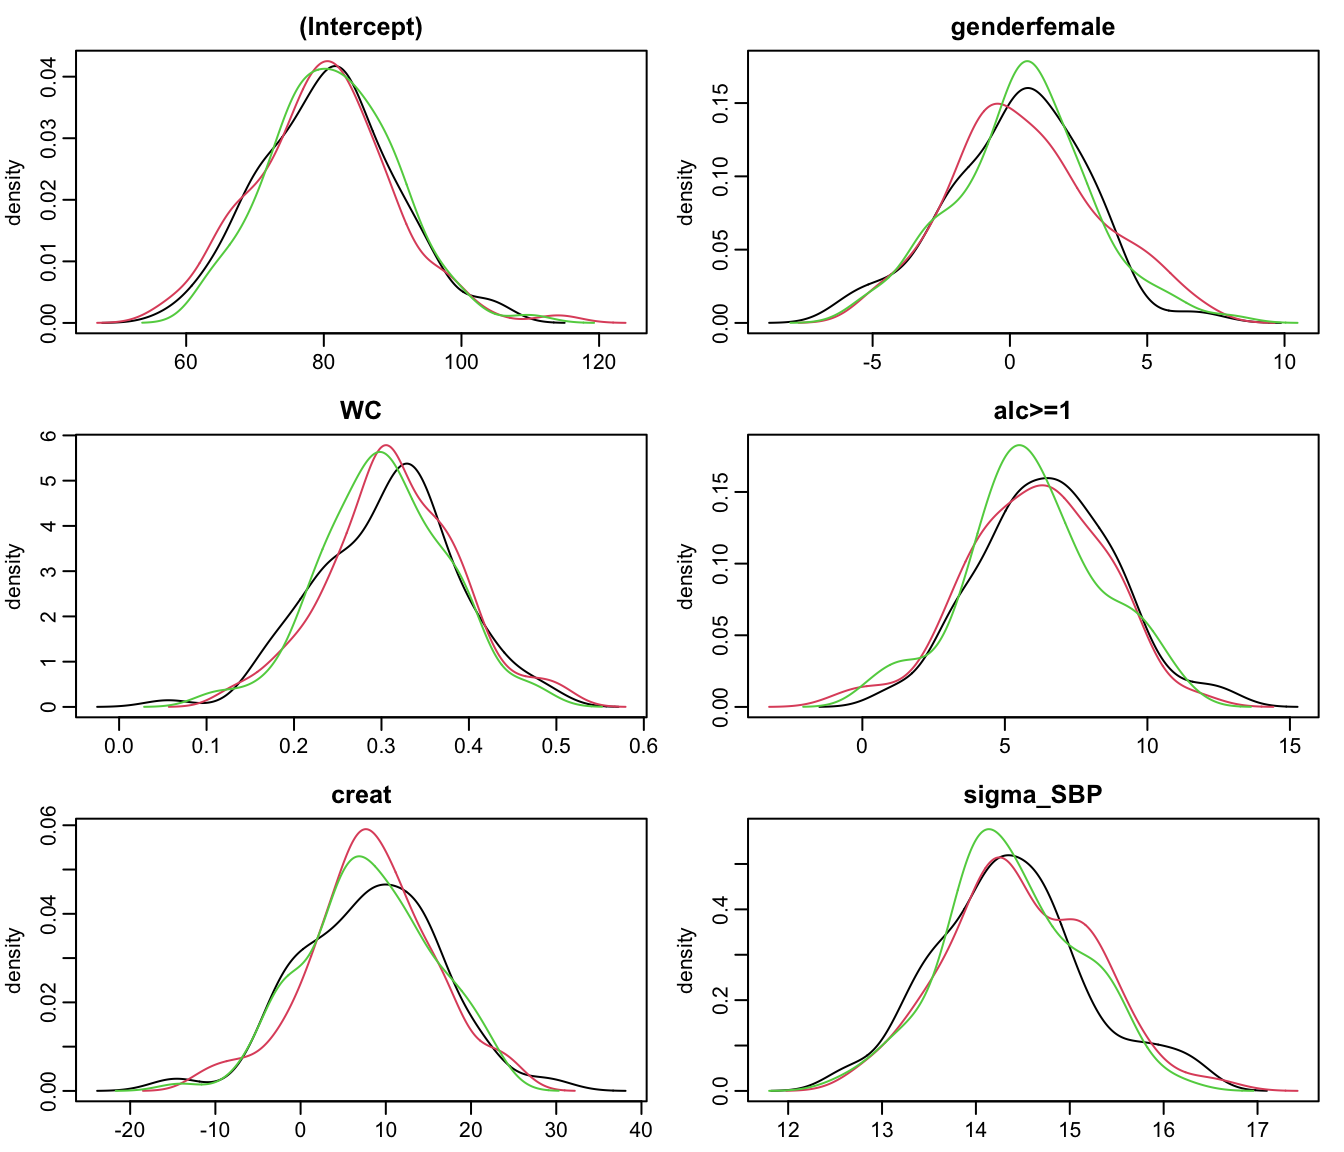 (Intercept)
density
0.00 0.01 0.02 0.03 0.04
60 80 100 120
genderfemale
density
0.00 0.05 0.10 0.15
-5 0 5 10
WC
density
0 1 2 3 4 5 6
0.0 0.1 0.2 0.3 0.4 0.5 0.6
alc>=1
density
0.00 0.05 0.10 0.15
0 5 10 15
creat
density
0.00 0.02 0.04 0.06
-20 -10 0 10 20 30 40
sigma_SBP
density
0.0 0.2 0.4
12 13 14 15 16 17